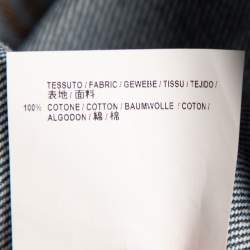 TESSUTO / FABRIC / GEWEBE / TISSU / TEJIDO /
表地 / 面料
100% COTONE / COTTON / BAUMWOLLE / COTON /
ALGODON / 綿 / 棉